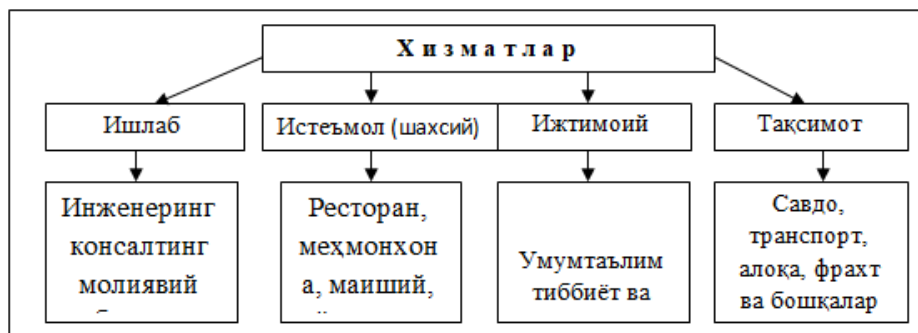 Хизматлар
Ишлаб
Истеъмол (шахсий)
Ижтимоий
Тақсимот
Инженеринг
консалтинг
молиявий
Ресторан,
меҳмонхон
а, маиший,
Умумтаълим
тиббиёт ва
Савдо,
транспорт,
алоқа, фрахт
ва бошқалар